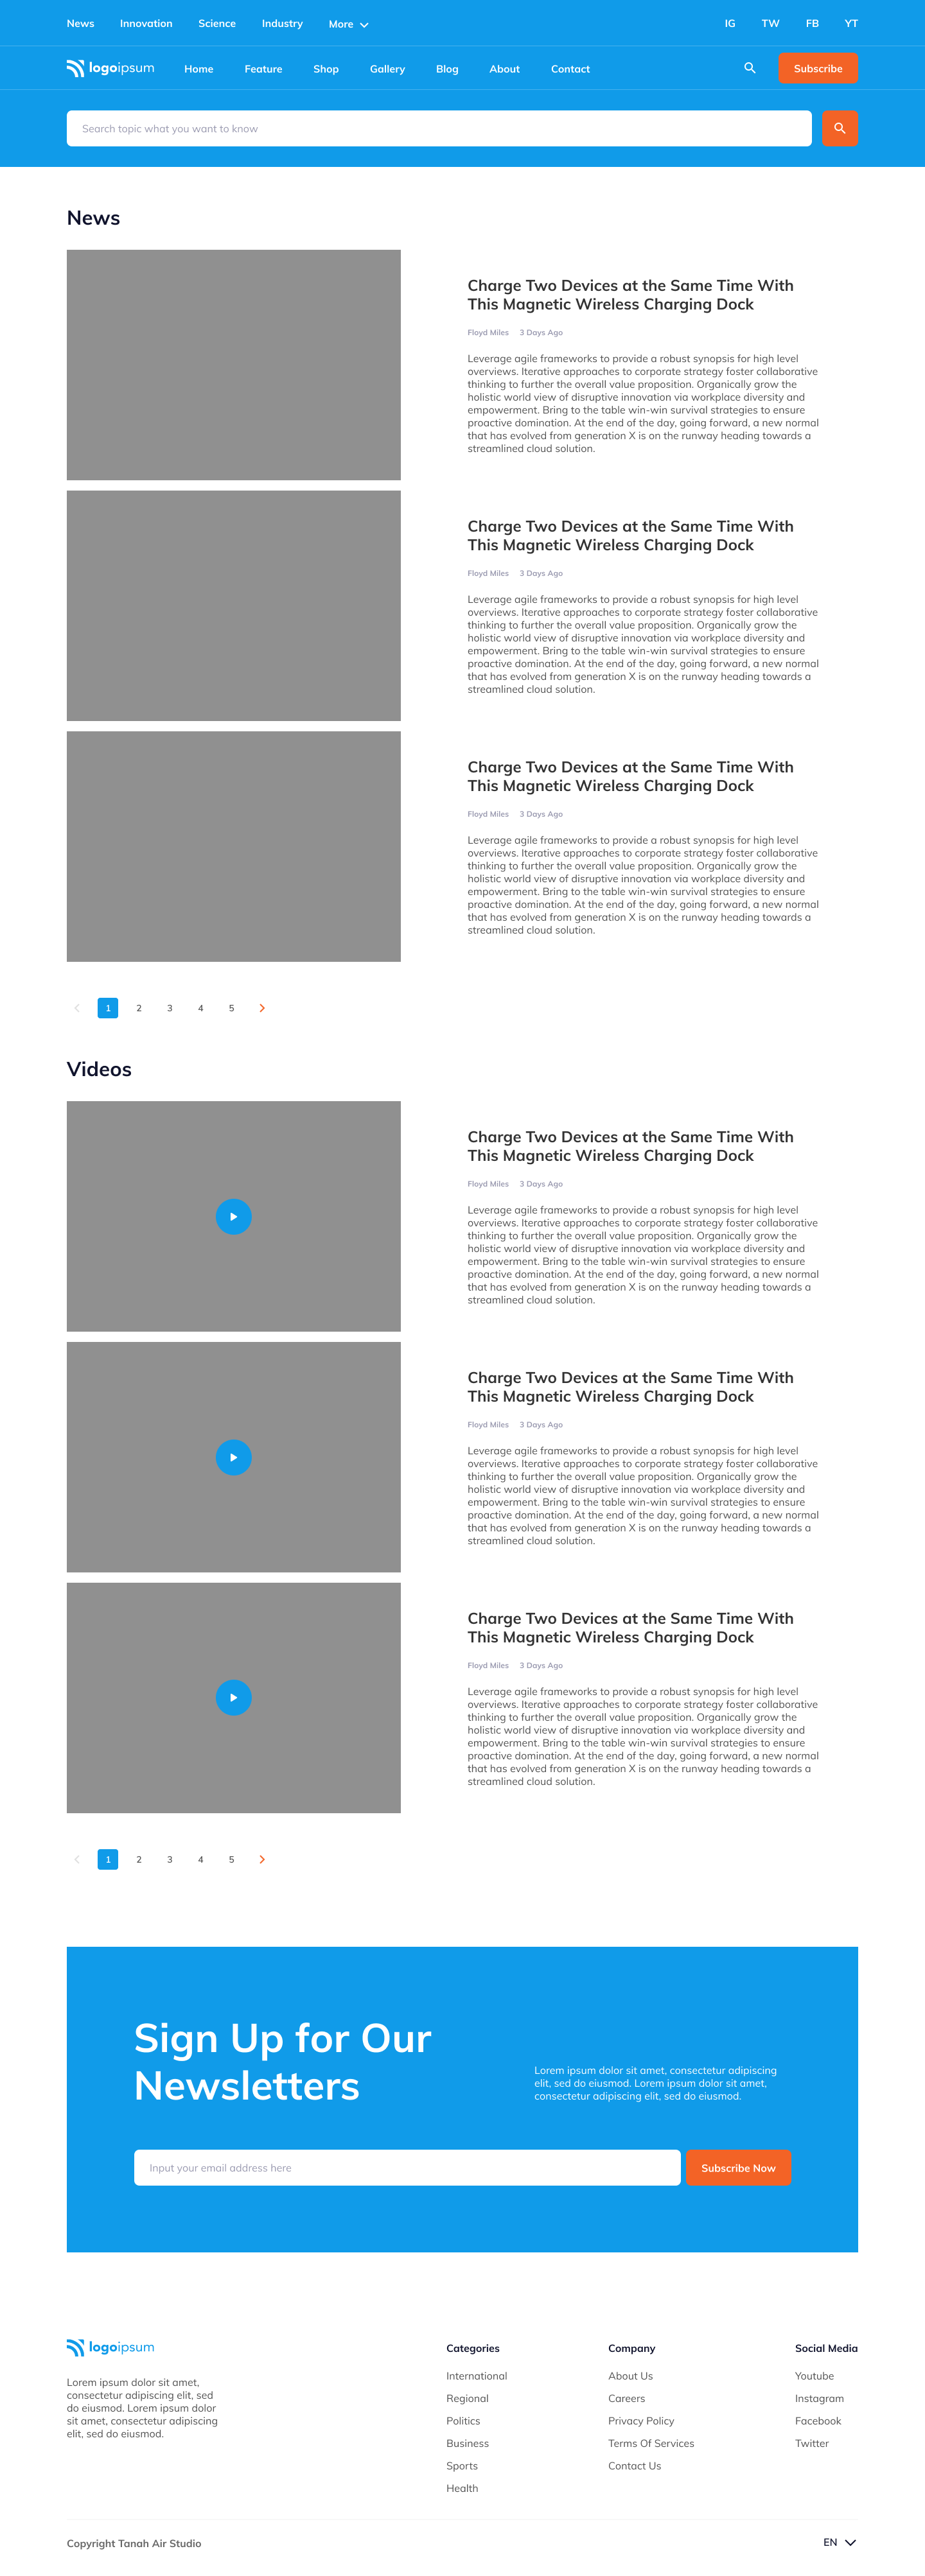 News Innovation Science Industry More IG TW FB YT
logoipsum Home Feature Shop Gallery Blog About Contact Subscribe
Search topic what you want to know
News
Charge Two Devices at the Same Time With
This Magnetic Wireless Charging Dock
Floyd Miles 3 Days Ago
Leverage agile frameworks to provide a robust synopsis for high level
overviews. Iterative approaches to corporate strategy foster collaborative
thinking to further the overall value proposition. Organically grow the
holistic world view of disruptive innovation via workplace diversity and
empowerment. Bring to the table win-win survival strategies to ensure
proactive domination. At the end of the day, going forward, a new normal
that has evolved from generation X is on the runway heading towards a
streamlined cloud solution.
Charge Two Devices at the Same Time With
This Magnetic Wireless Charging Dock
Floyd Miles 3 Days Ago
Leverage agile frameworks to provide a robust synopsis for high level
overviews. Iterative approaches to corporate strategy foster collaborative
thinking to further the overall value proposition. Organically grow the
holistic world view of disruptive innovation via workplace diversity and
empowerment. Bring to the table win-win survival strategies to ensure
proactive domination. At the end of the day, going forward, a new normal
that has evolved from generation X is on the runway heading towards a
streamlined cloud solution.
Charge Two Devices at the Same Time With
This Magnetic Wireless Charging Dock
Floyd Miles 3 Days Ago
Leverage agile frameworks to provide a robust synopsis for high level
overviews. Iterative approaches to corporate strategy foster collaborative
thinking to further the overall value proposition. Organically grow the
holistic world view of disruptive innovation via workplace diversity and
empowerment. Bring to the table win-win survival strategies to ensure
proactive domination. At the end of the day, going forward, a new normal
that has evolved from generation X is on the runway heading towards a
streamlined cloud solution.
1 2 3 4 5
Videos
Charge Two Devices at the Same Time With
This Magnetic Wireless Charging Dock
Floyd Miles 3 Days Ago
Leverage agile frameworks to provide a robust synopsis for high level
overviews. Iterative approaches to corporate strategy foster collaborative
thinking to further the overall value proposition. Organically grow the
holistic world view of disruptive innovation via workplace diversity and
empowerment. Bring to the table win-win survival strategies to ensure
proactive domination. At the end of the day, going forward, a new normal
that has evolved from generation X is on the runway heading towards a
streamlined cloud solution.
Charge Two Devices at the Same Time With
This Magnetic Wireless Charging Dock
Floyd Miles 3 Days Ago
Leverage agile frameworks to provide a robust synopsis for high level
overviews. Iterative approaches to corporate strategy foster collaborative
thinking to further the overall value proposition. Organically grow the
holistic world view of disruptive innovation via workplace diversity and
empowerment. Bring to the table win-win survival strategies to ensure
proactive domination. At the end of the day, going forward, a new normal
that has evolved from generation X is on the runway heading towards a
streamlined cloud solution.
Charge Two Devices at the Same Time With
This Magnetic Wireless Charging Dock
Floyd Miles 3 Days Ago
Leverage agile frameworks to provide a robust synopsis for high level
overviews. Iterative approaches to corporate strategy foster collaborative
thinking to further the overall value proposition. Organically grow the
holistic world view of disruptive innovation via workplace diversity and
empowerment. Bring to the table win-win survival strategies to ensure
proactive domination. At the end of the day, going forward, a new normal
that has evolved from generation X is on the runway heading towards a
streamlined cloud solution.
1 2 3 4 5
Sign Up for Our
Newsletters
Lorem ipsum dolor sit amet, consectetur adipiscing
elit, sed do eiusmod. Lorem ipsum dolor sit amet,
consectetur adipiscing elit, sed do eiusmod.
Input your email address here Subscribe Now
logoipsum
Lorem ipsum dolor sit amet,
consectetur adipiscing elit, sed
do eiusmod. Lorem ipsum dolor
sit amet, consectetur adipiscing
elit, sed do eiusmod.
Categories
International
Regional
Politics
Business
Sports
Health
Company
About Us
Careers
Privacy Policy
Terms Of Services
Contact Us
Social Media
Youtube
Instagram
Facebook
Twitter
Copyright Tanah Air Studio EN